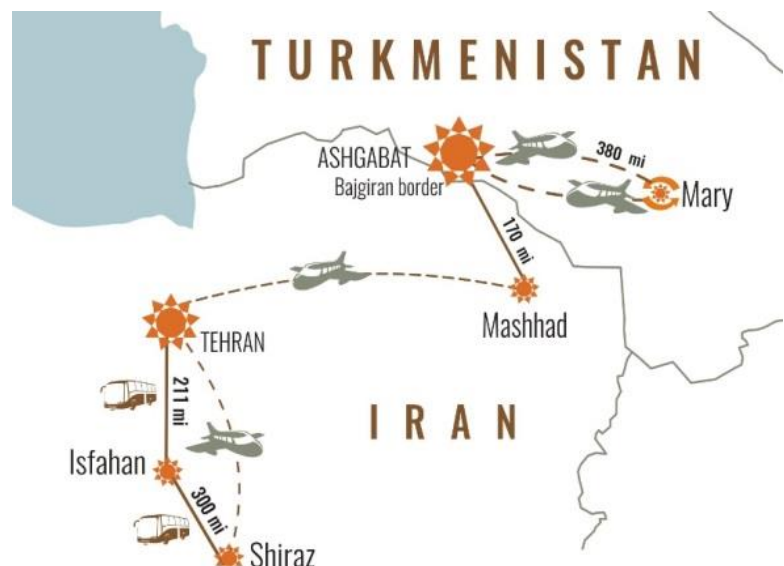 TURKMENISTAN
ASHGABAT
380 mi
Bajgiran border
Mary
170 mi
Mashhad
TEHRAN
211 mi
IRAN
Isfahan
300 mi
Shiraz